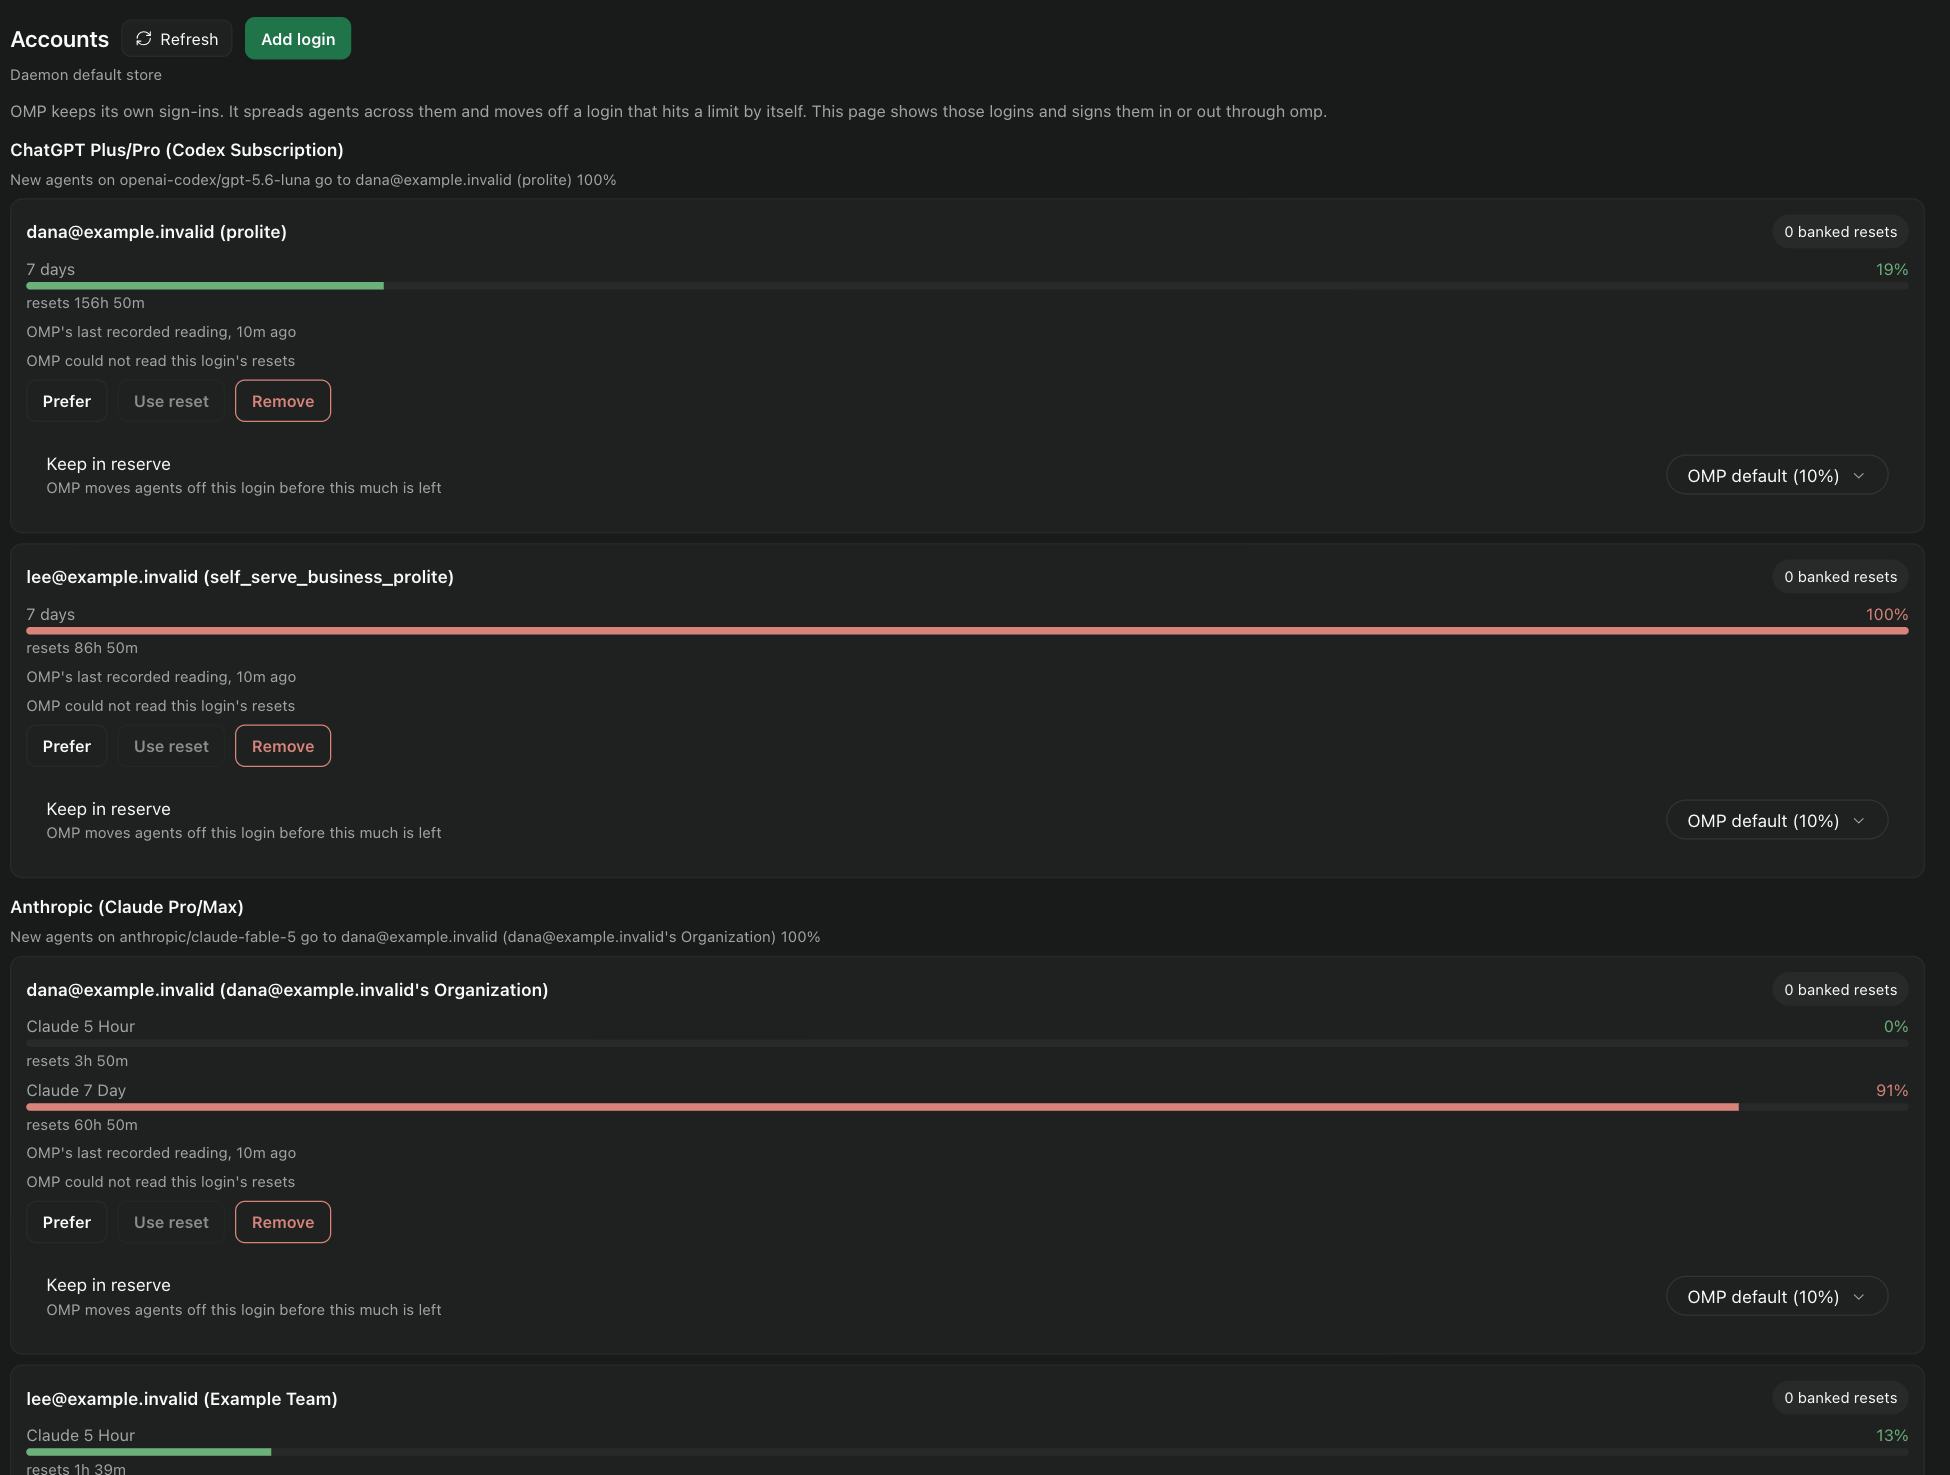 Accounts
Refresh
Add login
Daemon default store
OMP keeps its own sign-ins. It spreads agents across them and moves off a login that hits a limit by itself. This page shows those logins and signs them in or out through omp.
ChatGPT Plus/Pro (Codex Subscription)
New agents on openai-codex/gpt-5.6-luna go to dana@example.invalid (prolite) 100%
dana@example.invalid (prolite)
0 banked resets
7 days
19%
resets 156h 50m
OMP's last recorded reading, 10m ago
OMP could not read this login's resets
Prefer
Use reset
Remove
Keep in reserve
OMP moves agents off this login before this much is left
OMP default (10%)
lee@example.invalid (self_serve_business_prolite)
0 banked resets
7 days
100%
resets 86h 50m
OMP's last recorded reading, 10m ago
OMP could not read this login's resets
Prefer
Use reset
Remove
Keep in reserve
OMP moves agents off this login before this much is left
OMP default (10%)
Anthropic (Claude Pro/Max)
New agents on anthropic/claude-fable-5 go to dana@example.invalid (dana@example.invalid's Organization) 100%
dana@example.invalid (dana@example.invalid's Organization)
0 banked resets
Claude 5 Hour
0%
resets 3h 50m
Claude 7 Day
91%
resets 60h 50m
OMP's last recorded reading, 10m ago
OMP could not read this login's resets
Prefer
Use reset
Remove
Keep in reserve
OMP moves agents off this login before this much is left
OMP default (10%)
lee@example.invalid (Example Team)
0 banked resets
Claude 5 Hour
13%
resets 1h 39m